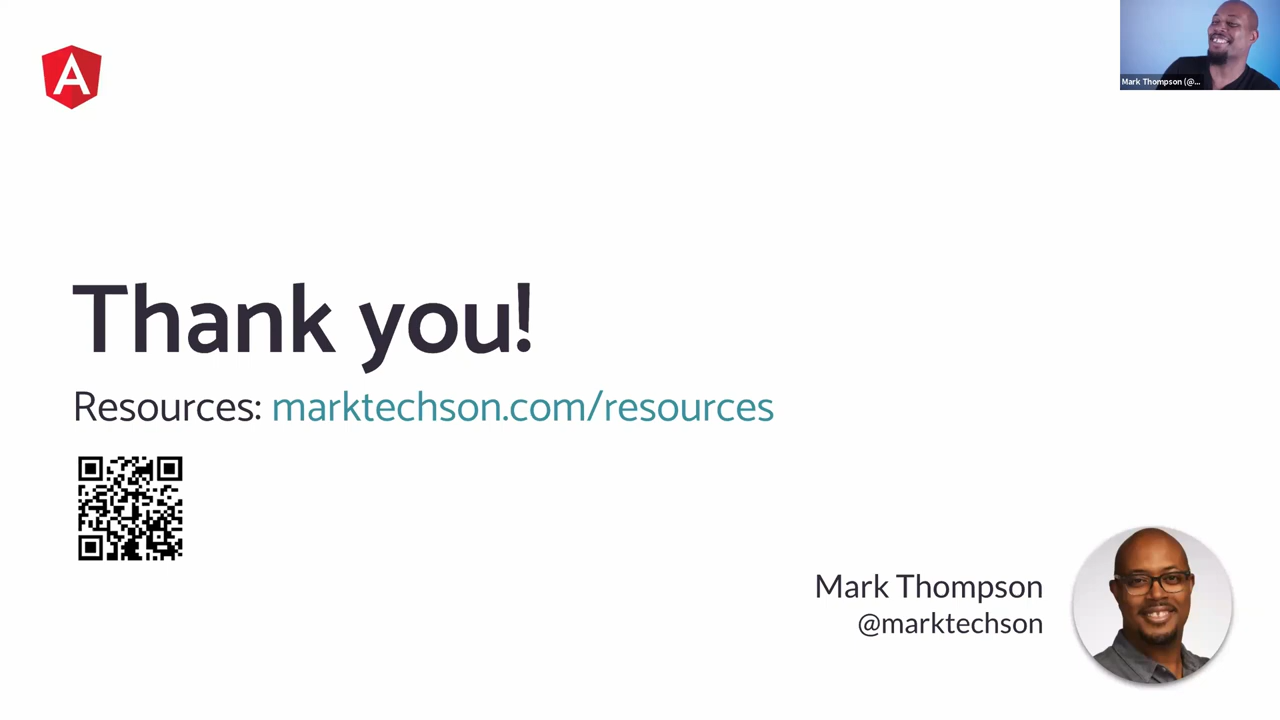 A
Mark Thompson (@...
Thank you!
Resources: marktechson.com/resources
Mark Thompson
@marktechson